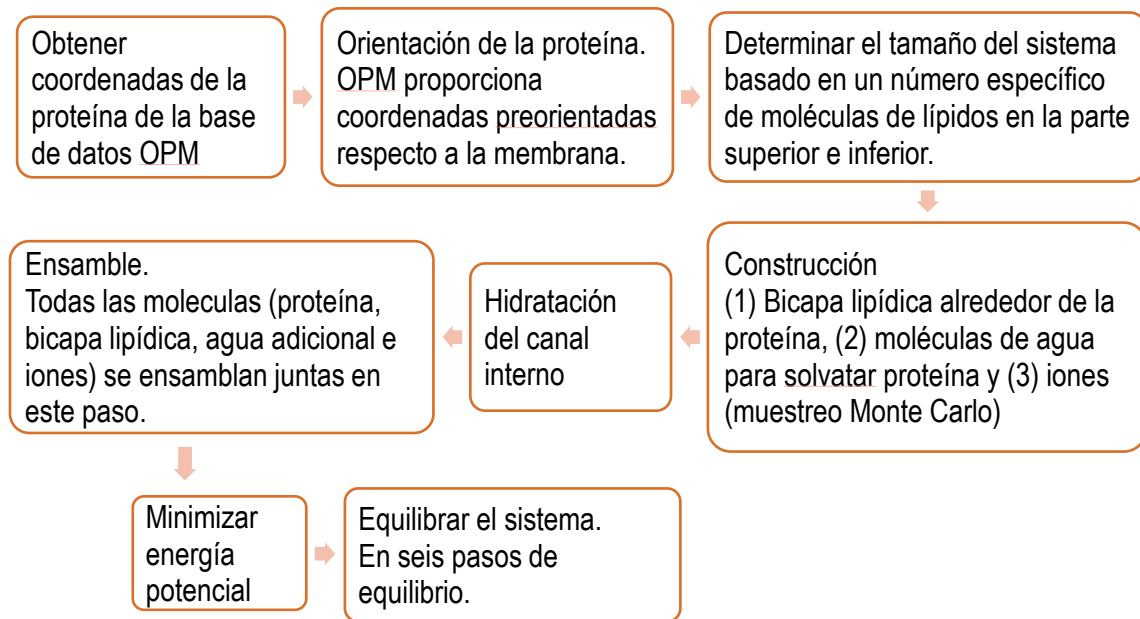 Obtener
coordenadas de la
proteína de la base
de datos OPM
Orientación de la proteína.
OPM proporciona
coordenadas preorientadas
respecto a la membrana.
Determinar el tamaño del sistema
basado en un número específico
de moléculas de lípidos en la parte
superior e inferior.
Construcción
(1) Bicapa lipídica alrededor de la
proteína, (2) moléculas de agua
para solvatar proteína y (3) iones
(muestreo Monte Carlo)
Hidratación
del canal
interno
Ensamble.
Todas las moleculas (proteína,
bicapa lipídica, agua adicional e
iones) se ensamblan juntas en
este paso.
Minimizar
energía
potencial
Equilibrar el sistema.
En seis pasos de
equilibrio.